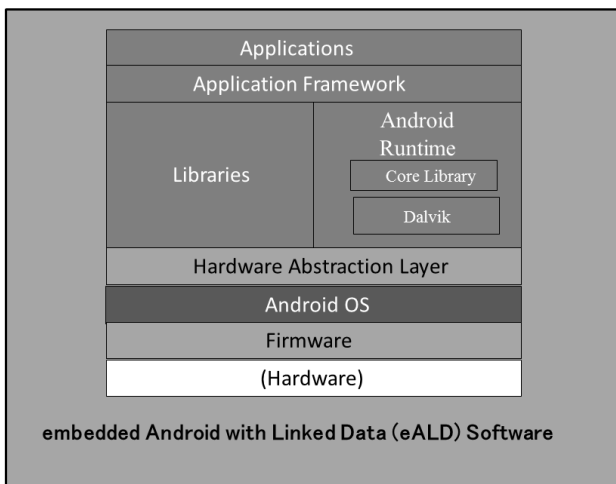 Applications
Application Framework
Libraries
Android
Runtime
Core Library
Dalvik
Hardware Abstraction Layer
Android OS
Firmware
(Hardware)
embedded Android with Linked Data (eALD) Software